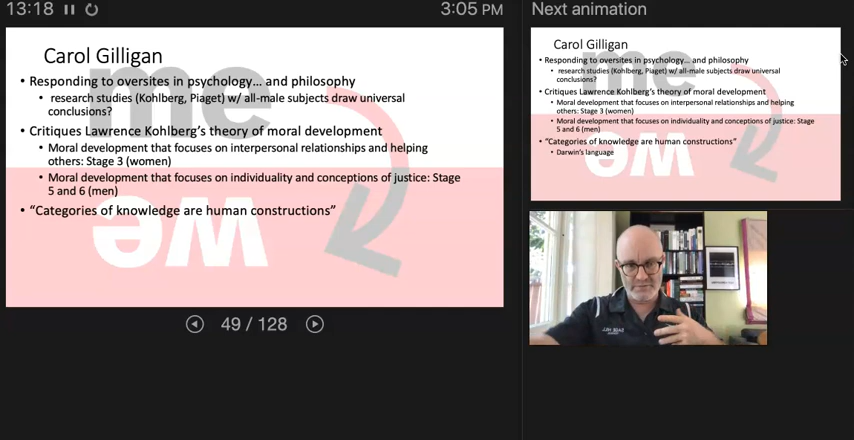 13:18
3:05 PM
Next animation
Carol Gilligan
• Responding to oversites in psychology... and philosophy
• research studies (Kohlberg, Piaget) w/ all-male subjects draw universal
conclusions?
• Critiques Lawrence Kohlberg's theory of moral development
• Moral development that focuses on interpersonal relationships and helping
others: Stage 3 (women)
• Moral development that focuses on individuality and conceptions of justice: Stage
5 and 6 (men)
• "Categories of knowledge are human constructions"
me
we
49 / 128
Carol Gilligan
• Responding to oversites in psychology... and philosophy
• research studies (Kohlberg, Piaget) w/ all-male subjects draw universal
conclusions?
• Critiques Lawrence Kohlberg's theory of moral development
• Moral development that focuses on interpersonal relationships and helping
others: Stage 3 (women)
• Moral development that focuses on individuality and conceptions of justice: Stage
5 and 6 (men)
• "Categories of knowledge are human constructions"
• Darwin's language
me
we